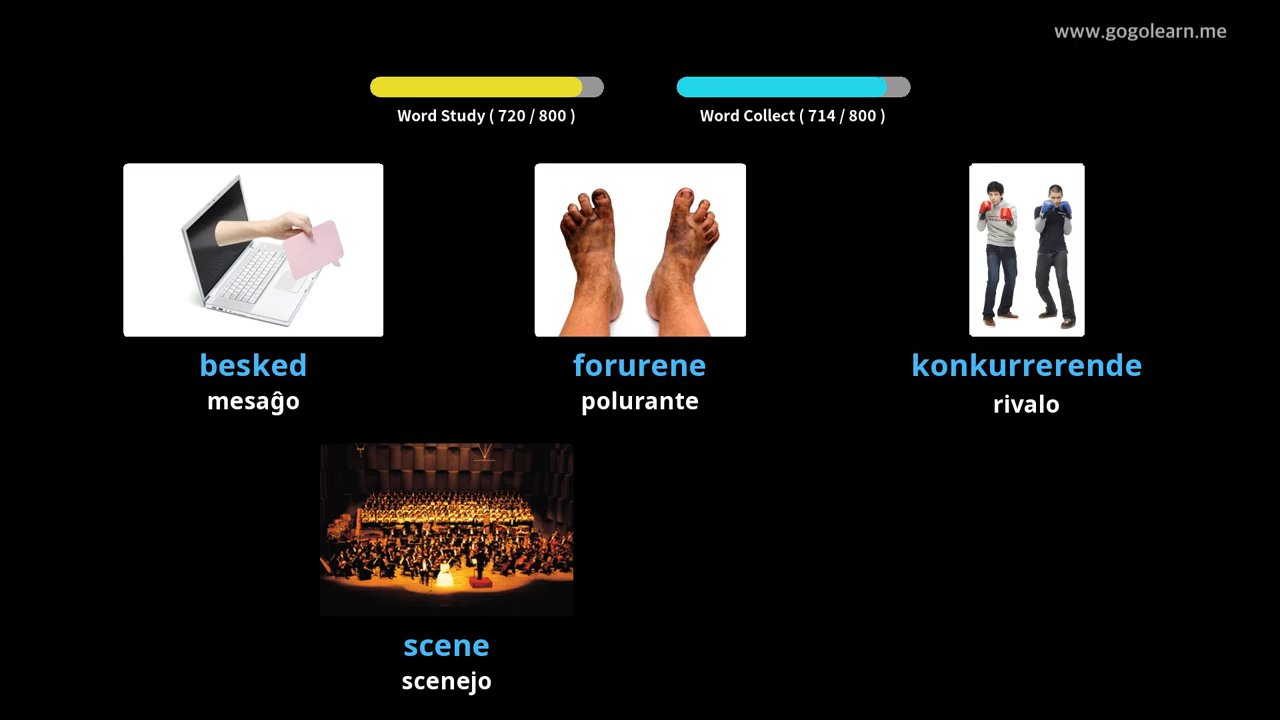 www.gogolearn.me
Word Study ( 720 / 800 )
Word Collect ( 714 / 800 )
besked
mesaĝo
forurene
polurante
konkurrerende
rivalo
scene
scenejo